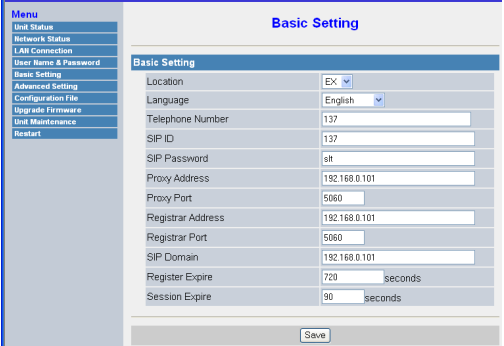 Menu
Unit Status
Network Status
LAN Connection
User Name & Password
Basic Setting
Advanced Setting
Configuration File
Upgrade Firmware
Unit Maintenance
Restart
Basic Setting
Basic Setting
Location EX
Language English
Telephone Number 137
SIP ID 137
SIP Password slt
Proxy Address 192.168.0.101
Proxy Port 5060
Registrar Address 192.168.0.101
Registrar Port 5060
SIP Domain 192.168.0.101
Register Expire 720 seconds
Session Expire 90 seconds
Save